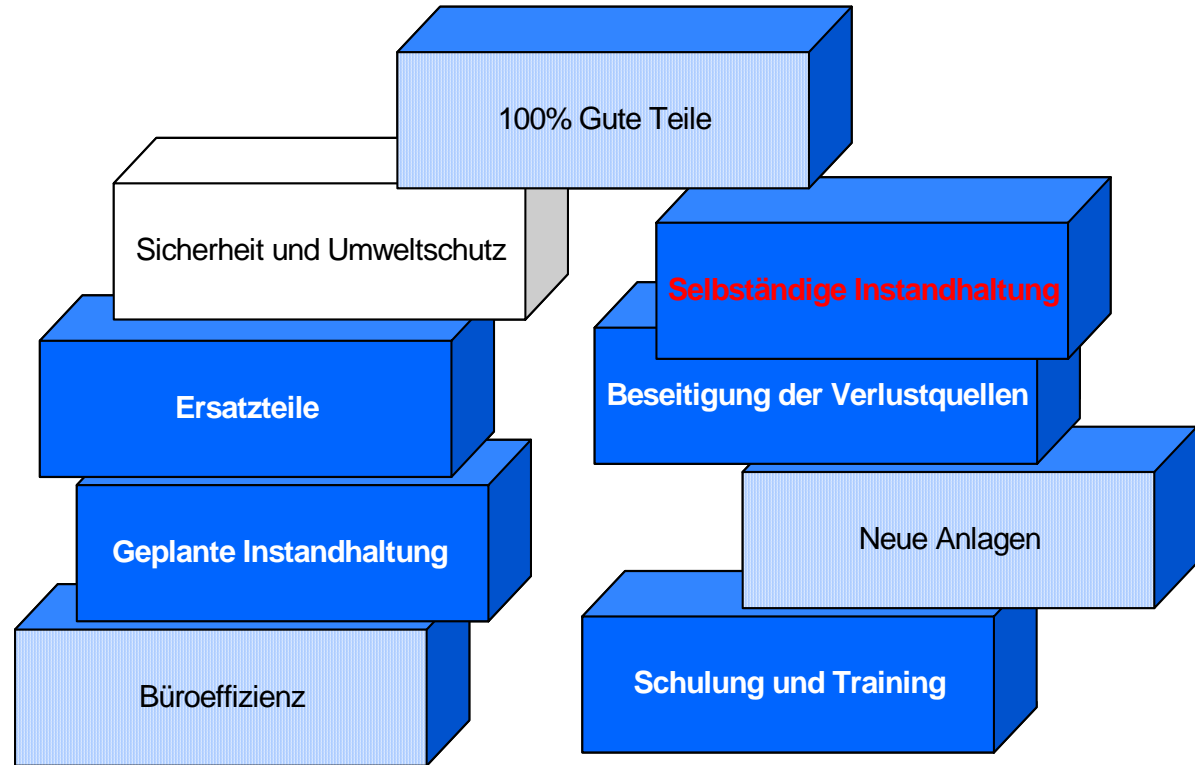 100% Gute Teile
Sicherheit und Umweltschutz
Selbständige Instandhaltung
Ersatzteile
Beseitigung der Verlustquellen
Geplante Instandhaltung
Neue Anlagen
Büroeffizienz
Schulung und Training